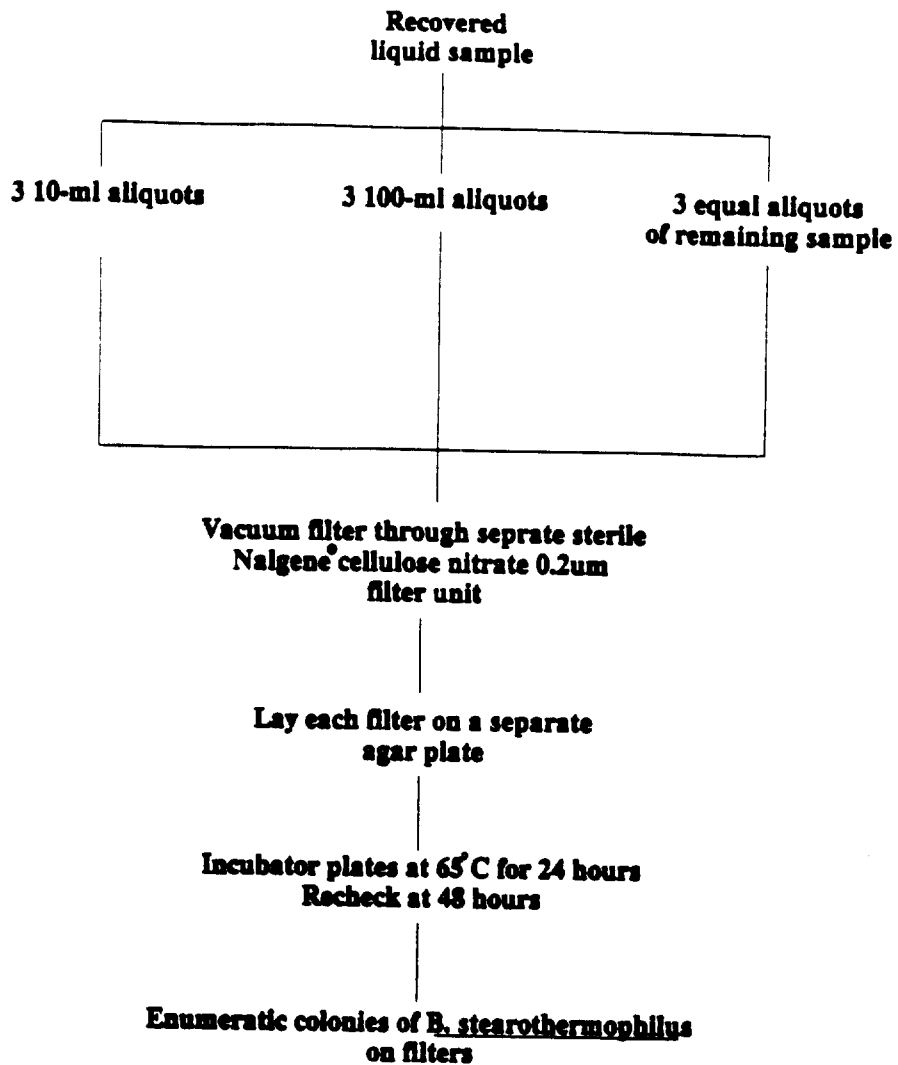 Recovered
liquid sample
3 10-ml aliquots
3 100-ml aliquots
3 equal aliquots
of remaining sample
Vacuum filter through seprate sterile
Nalgene® cellulose nitrate 0.2um
filter unit
Lay each filter on a separate
agar plate
Incubator plates at 65°C for 24 hours
Recheck at 48 hours
Enumeratic colonies of B. stearothermophilus
on filters